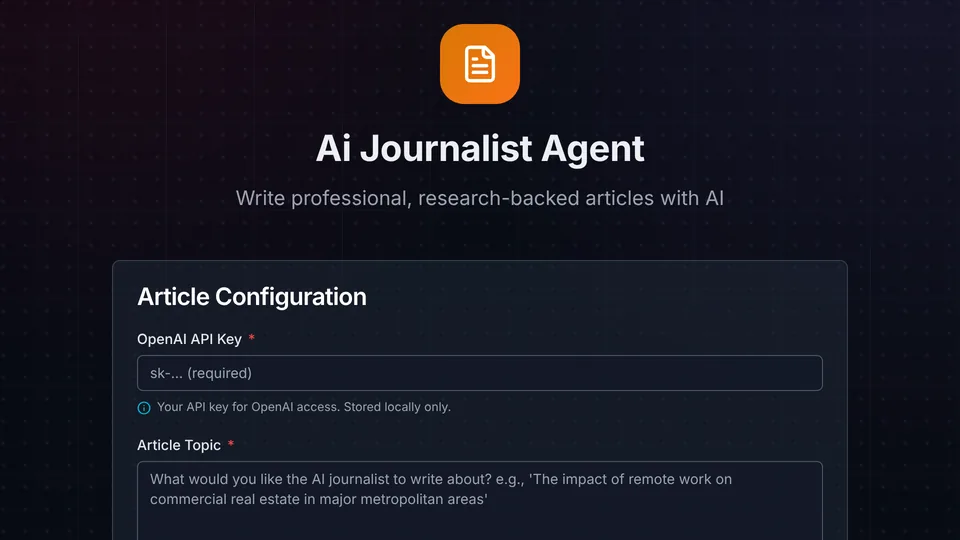 Ai Journalist Agent
Write professional, research-backed articles with AI
Article Configuration
OpenAI API Key *
sk-... (required)
Your API key for OpenAI access. Stored locally only.
Article Topic *
What would you like the AI journalist to write about? e.g., 'The impact of remote work on
commercial real estate in major metropolitan areas'